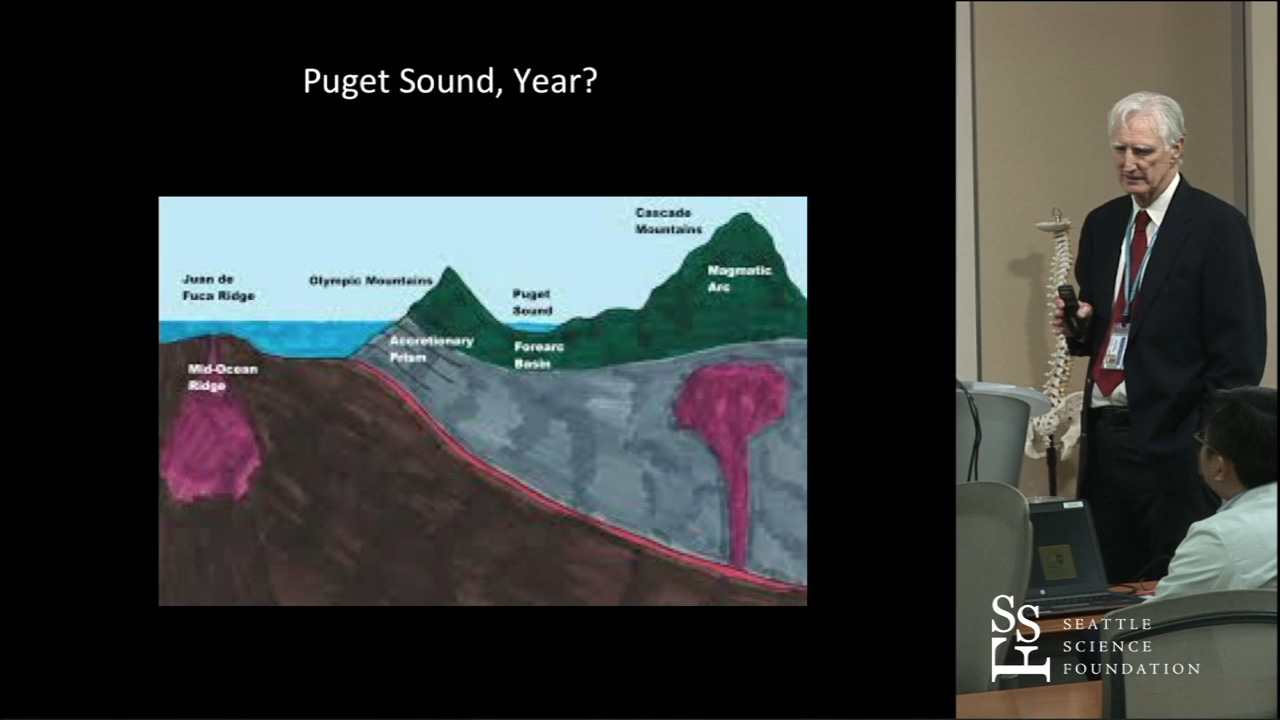 Puget Sound, Year?
Cascade
Mountains
Magmatic
Arc
Juan de
Fuca Ridge
Olympic Mountains
Puget
Sound
Accretionary
Prism
Forearc
Basin
Mid-Ocean
Ridge
SSF
SEATTLE
SCIENCE
FOUNDATION